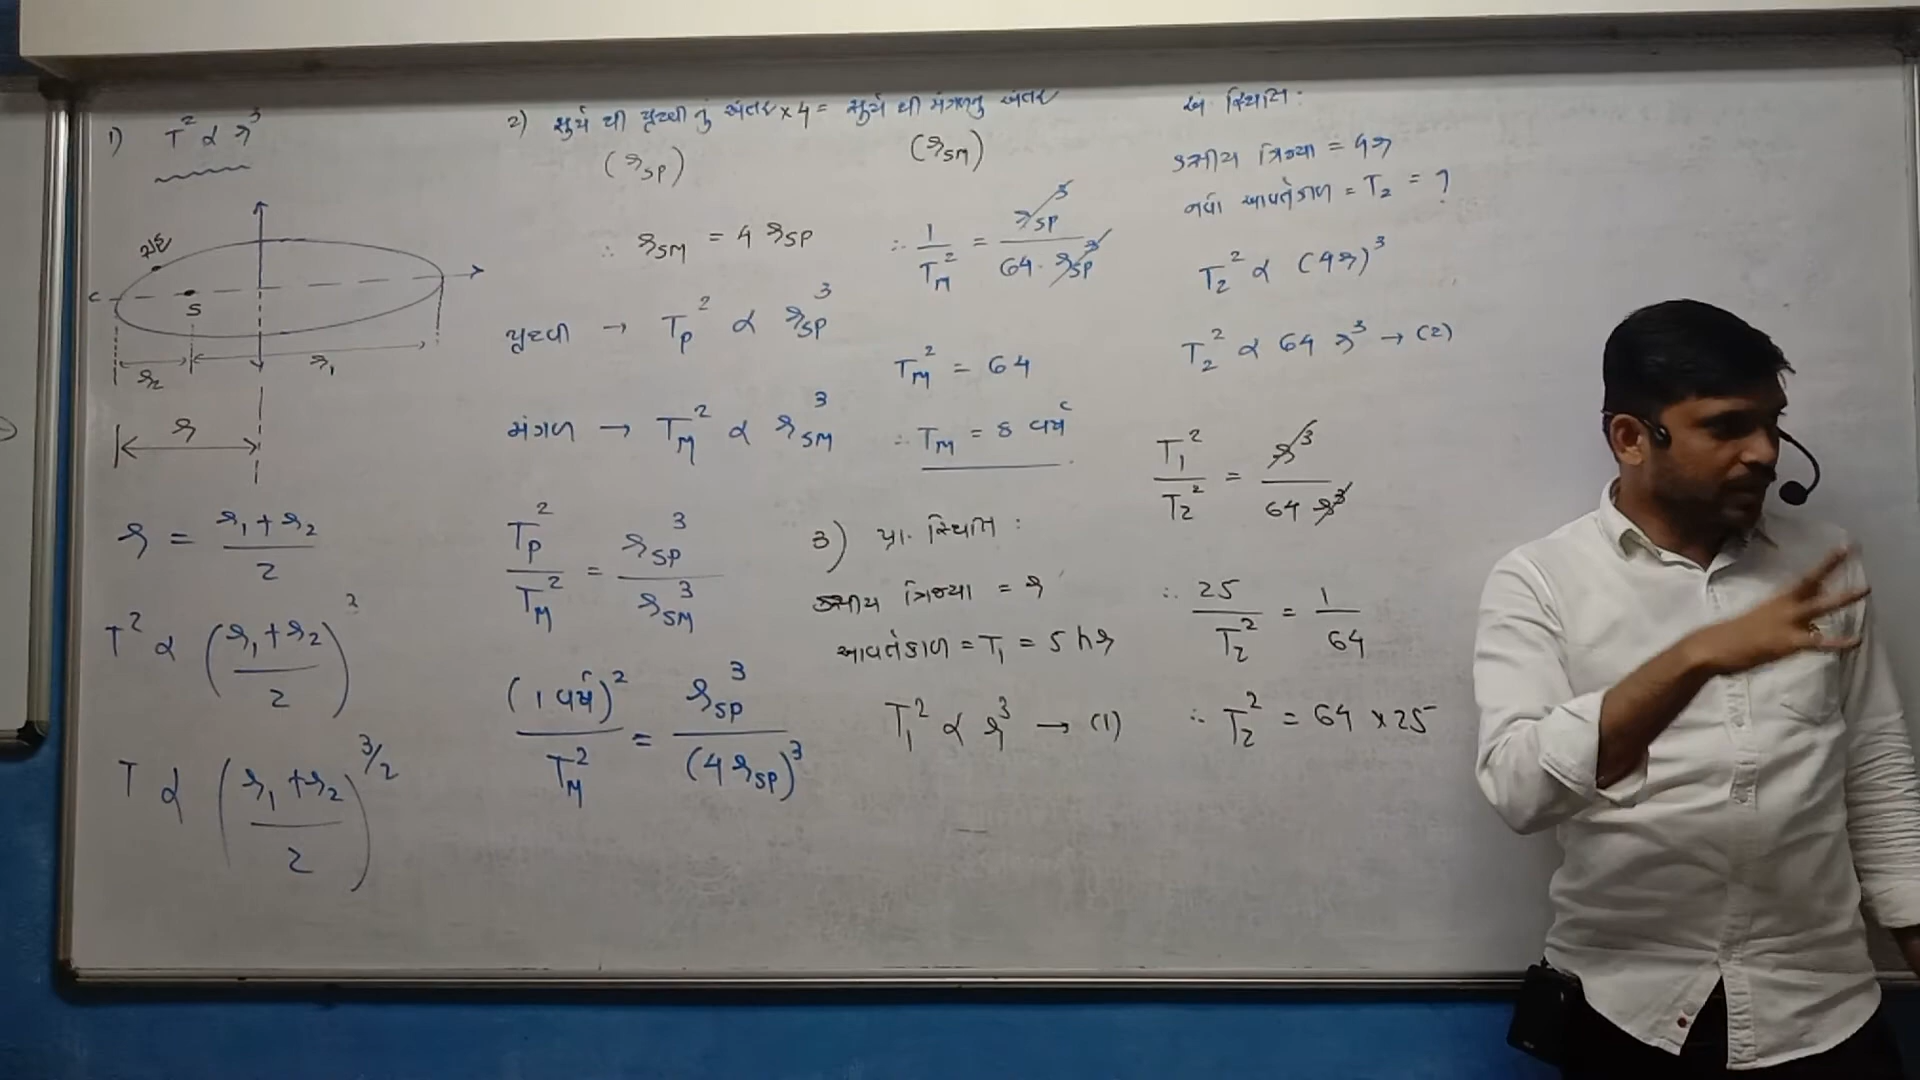 1) T² ∝ r³
ગ્રહ
S
r₂
r₁
r
r = (r₁ + r₂) / 2
T² ∝ ((r₁ + r₂) / 2)³
T ∝ ((r₁ + r₂) / 2)^(3/2)
2) સુર્ય થી પૃથ્વી નું અંતર × 4 = સુર્ય થી મંગળનું અંતર
(r_SP) (r_SM)
∴ r_SM = 4 r_SP
પૃથ્વી → T_P² ∝ r_SP³
મંગળ → T_M² ∝ r_SM³
T_P² / T_M² = r_SP³ / r_SM³
(1 વર્ષ)² / T_M² = r_SP³ / (4 r_SP)³
∴ 1 / T_M² = r_SP³ / 64 · r_SP³
T_M² = 64
∴ T_M = 8 વર્ષ
3) પ્રા. સ્થિતિ :
કક્ષીય ત્રિજ્યા = r
આવર્તકાળ = T₁ = 5 hr
T₁² ∝ r³ → (1)
અં. સ્થિતિ :
કક્ષીય ત્રિજ્યા = 4r
નવો આવર્તકાળ = T₂ = ?
T₂² ∝ (4r)³
T₂² ∝ 64 r³ → (2)
T₁² / T₂² = r³ / 64 r³
∴ 25 / T₂² = 1 / 64
∴ T₂² = 64 × 25